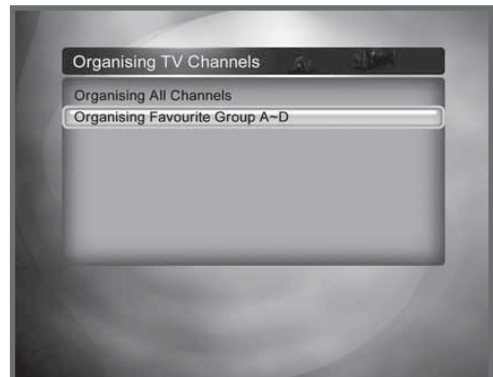 Organising TV Channels
Organising All Channels
Organising Favourite Group A~D